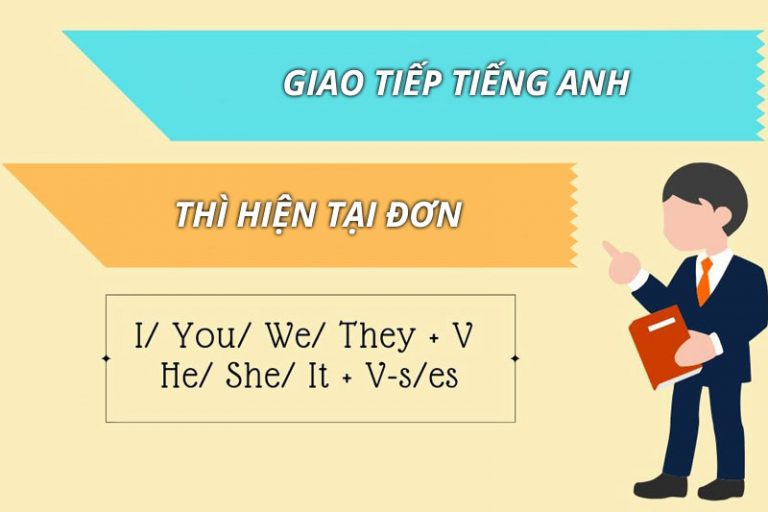 GIAO TIẾP TIẾNG ANH
THÌ HIỆN TẠI ĐƠN
I/ You/ We/ They + V
He/ She/ It + V-s/es